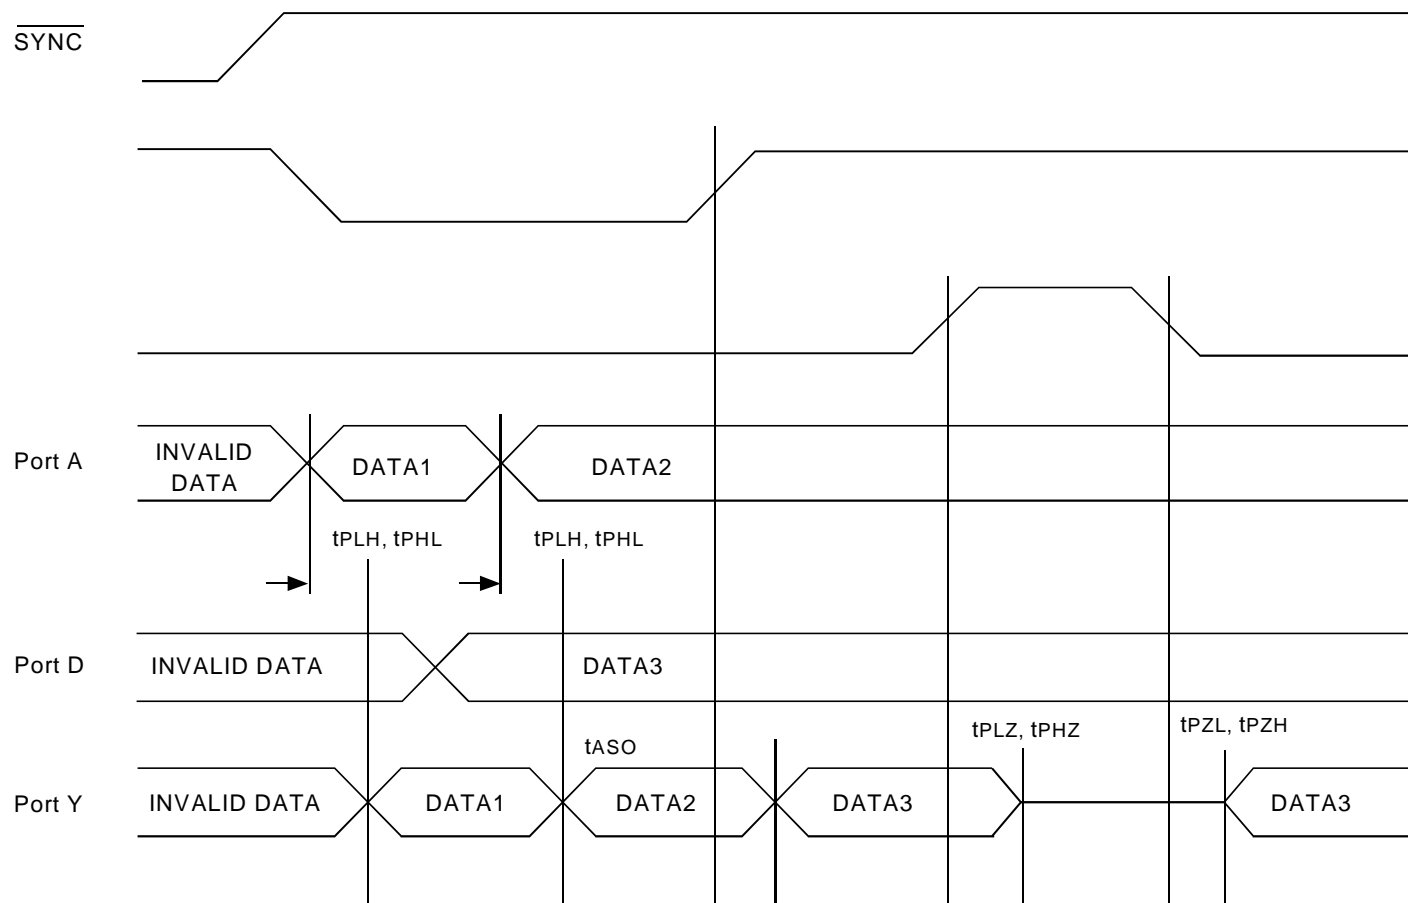 SYNC
Port A
INVALID
DATA
DATA1
DATA2
tPLH, tPHL
tPLH, tPHL
Port D
INVALID DATA
DATA3
tPLZ, tPHZ
tPZL, tPZH
tASO
Port Y
INVALID DATA
DATA1
DATA2
DATA3
DATA3